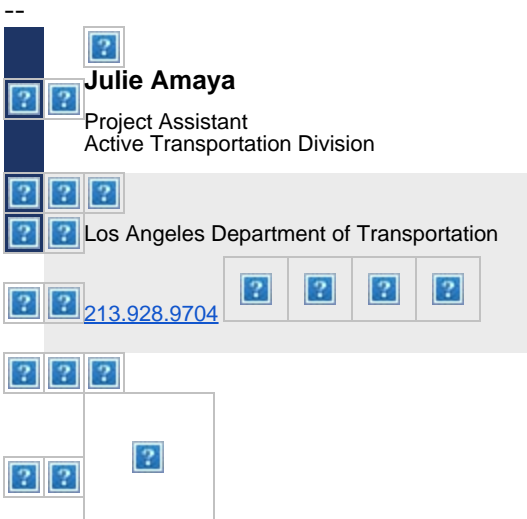 --
Julie Amaya
Project Assistant
Active Transportation Division
Los Angeles Department of Transportation
213.928.9704